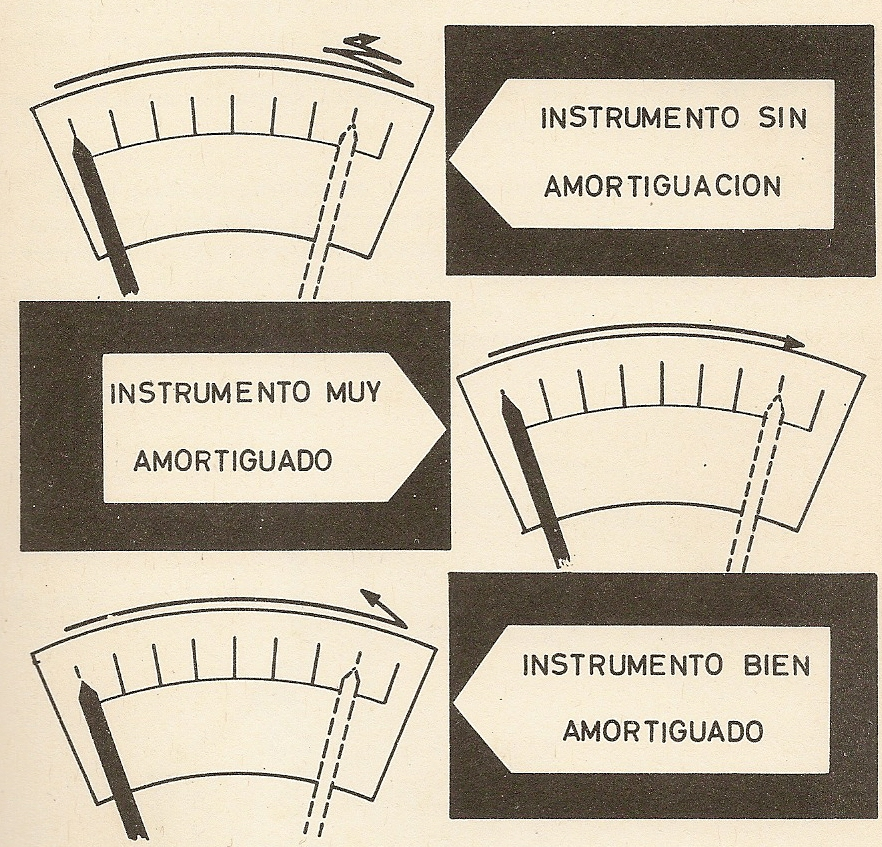 INSTRUMENTO SIN
AMORTIGUACION
INSTRUMENTO MUY
AMORTIGUADO
INSTRUMENTO BIEN
AMORTIGUADO